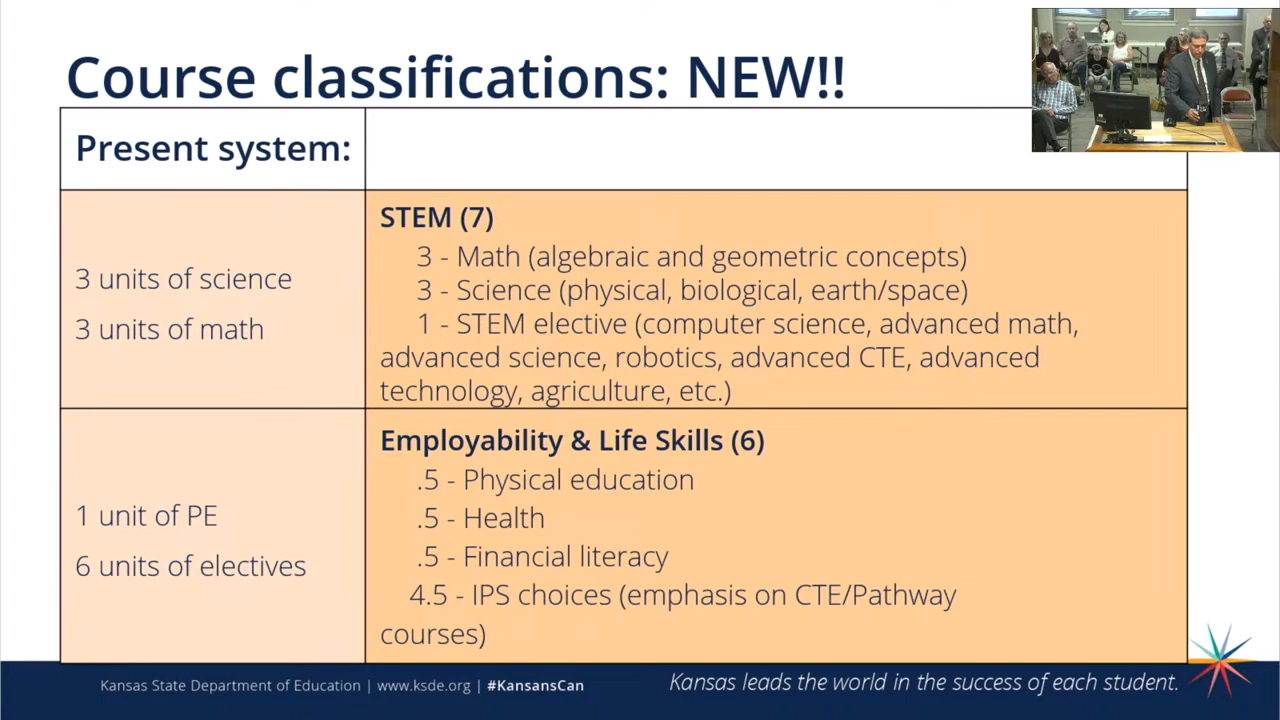 Course classifications: NEW!!
Present system:
3 units of science
3 units of math
STEM (7)
3 - Math (algebraic and geometric concepts)
3 - Science (physical, biological, earth/space)
1 - STEM elective (computer science, advanced math,
advanced science, robotics, advanced CTE, advanced
technology, agriculture, etc.)
1 unit of PE
6 units of electives
Employability & Life Skills (6)
.5 - Physical education
.5 - Health
.5 - Financial literacy
4.5 - IPS choices (emphasis on CTE/Pathway
courses)
Kansas State Department of Education | www.ksde.org | #KansansCan
Kansas leads the world in the success of each student.